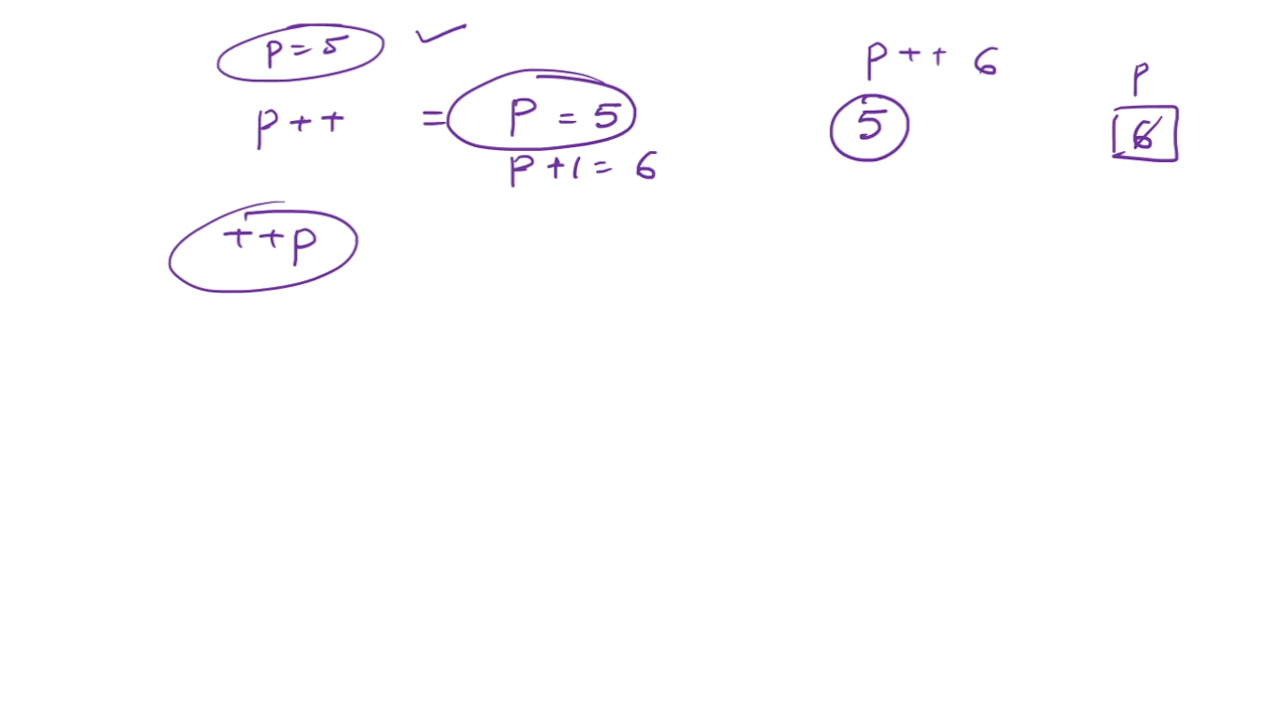 p = 5
p++ = P = 5
p+1 = 6
++p
p++ 6
5
p
6